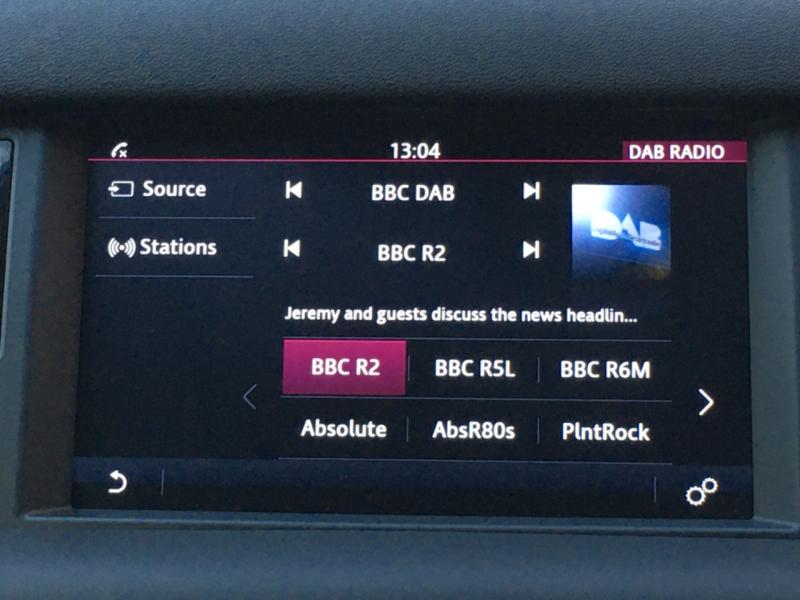 13:04
DAB RADIO
Source
BBC DAB
DAB
Stations
BBC R2
Jeremy and guests discuss the news headlin...
BBC R2 BBC R5L BBC R6M
Absolute AbsR80s PlntRock